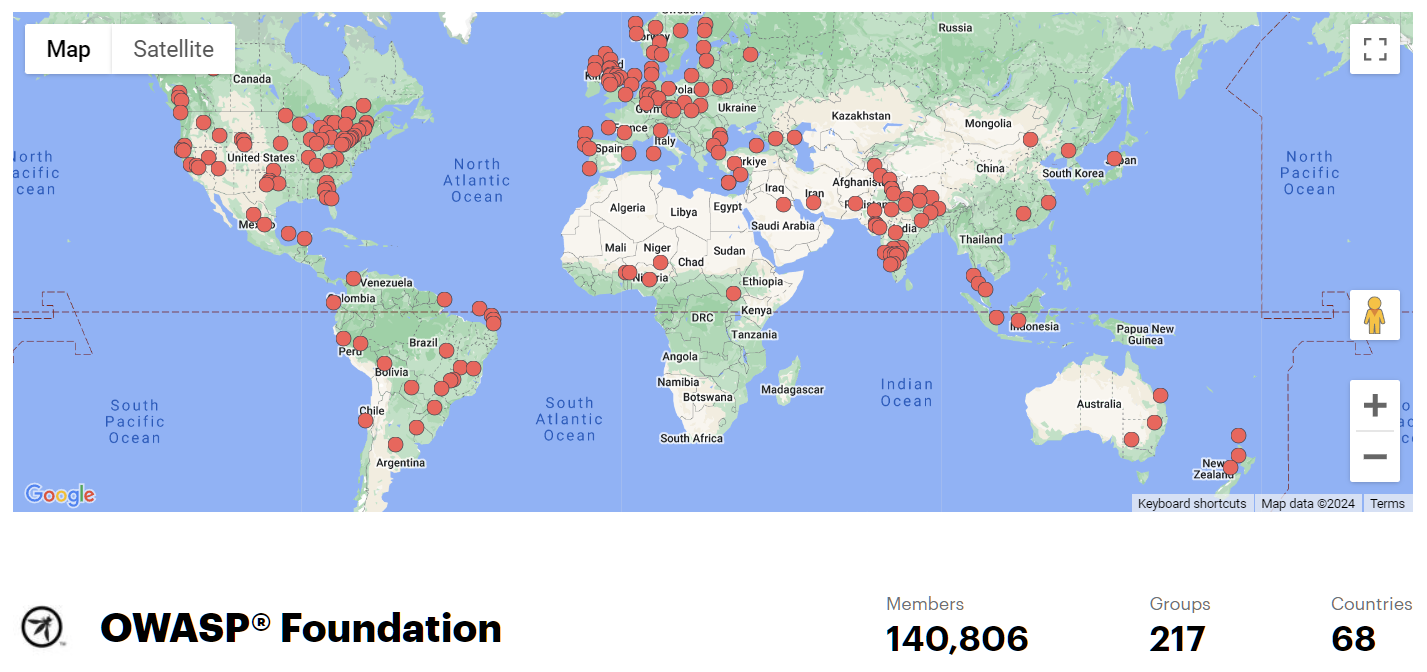 Sweden
Russia
Map
Satellite
Norway
Canada
Ukraine
Kazakhstan
Mongolia
France
Italy
Spain
United States
North
Atlantic
Ocean
North
Pacific
Ocean
China
South Korea
Japan
Türkiye
Afghanistan
Iraq
Iran
Pakistan
Algeria
Libya
Egypt
Saudi Arabia
India
Mexico
Mali
Niger
Chad
Sudan
Thailand
Nigeria
Ethiopia
Venezuela
Colombia
DRC
Kenya
Tanzania
Indonesia
Papua New
Guinea
Peru
Brazil
Bolivia
Angola
Namibia
Botswana
Madagascar
Indian
Ocean
Australia
South
Pacific
Ocean
Chile
South
Atlantic
Ocean
South Africa
Argentina
New
Zealand
Google
Keyboard shortcuts
Map data ©2024
Terms
OWASP® Foundation
Members
140,806
Groups
217
Countries
68